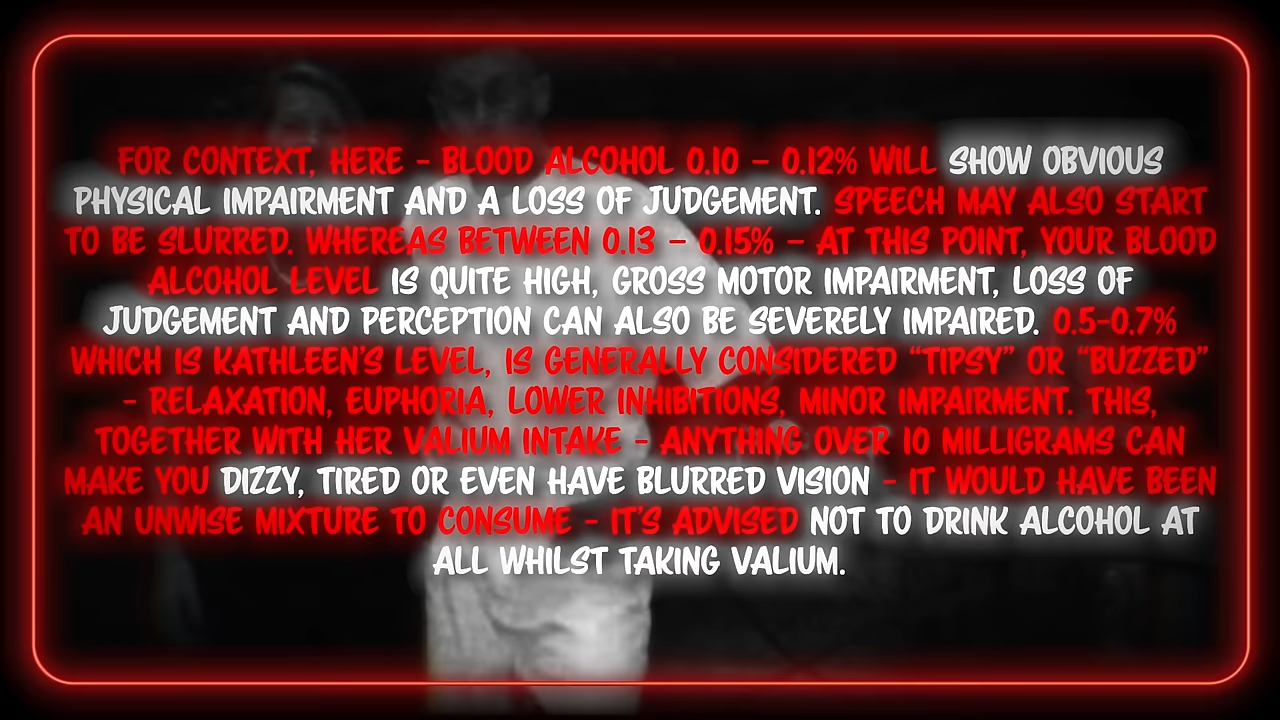 FOR CONTEXT, HERE – BLOOD ALCOHOL 0.10 – 0.12% WILL SHOW OBVIOUS
PHYSICAL IMPAIRMENT AND A LOSS OF JUDGEMENT. SPEECH MAY ALSO START
TO BE SLURRED. WHEREAS BETWEEN 0.13 – 0.15% – AT THIS POINT, YOUR BLOOD
ALCOHOL LEVEL IS QUITE HIGH, GROSS MOTOR IMPAIRMENT, LOSS OF
JUDGEMENT AND PERCEPTION CAN ALSO BE SEVERELY IMPAIRED. 0.5-0.7%
WHICH IS KATHLEEN'S LEVEL, IS GENERALLY CONSIDERED “TIPSY” OR “BUZZED”
– RELAXATION, EUPHORIA, LOWER INHIBITIONS, MINOR IMPAIRMENT. THIS,
TOGETHER WITH HER VALIUM INTAKE – ANYTHING OVER 10 MILLIGRAMS CAN
MAKE YOU DIZZY, TIRED OR EVEN HAVE BLURRED VISION – IT WOULD HAVE BEEN
AN UNWISE MIXTURE TO CONSUME – IT'S ADVISED NOT TO DRINK ALCOHOL AT
ALL WHILST TAKING VALIUM.